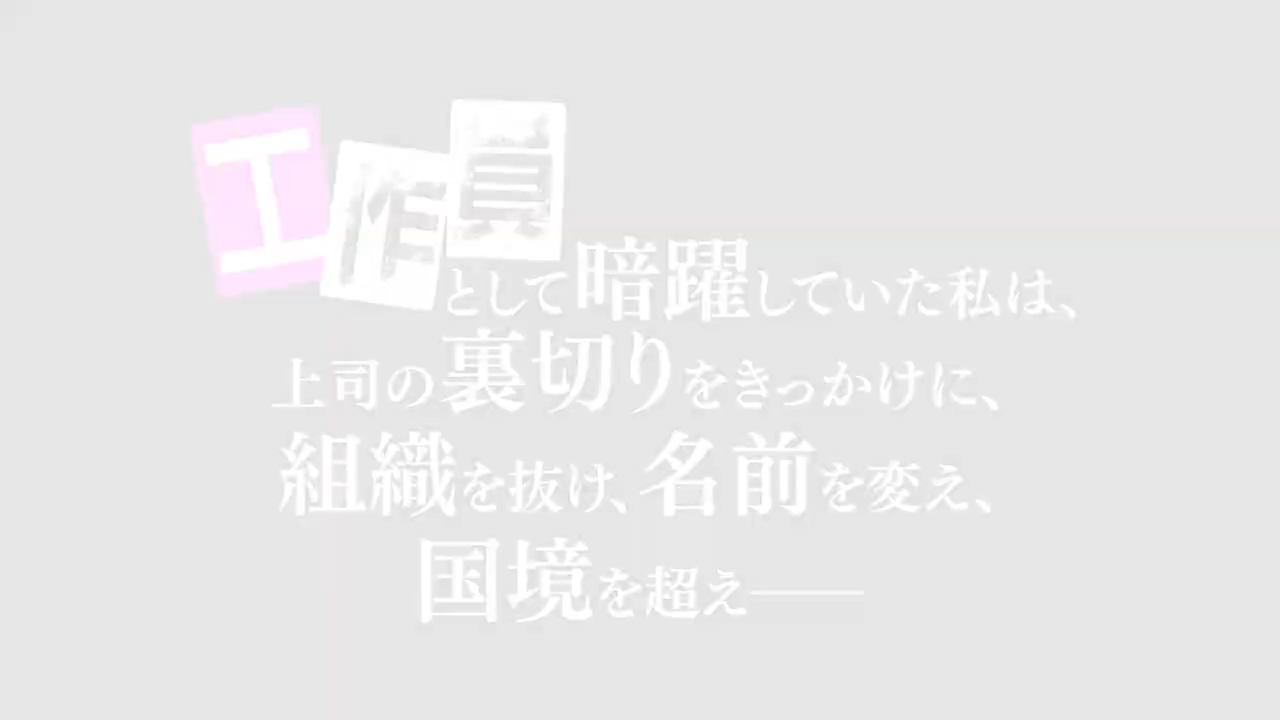 工作員として暗躍していた私は、
上司の裏切りをきっかけに、
組織を抜け、名前を変え、
国境を超え――